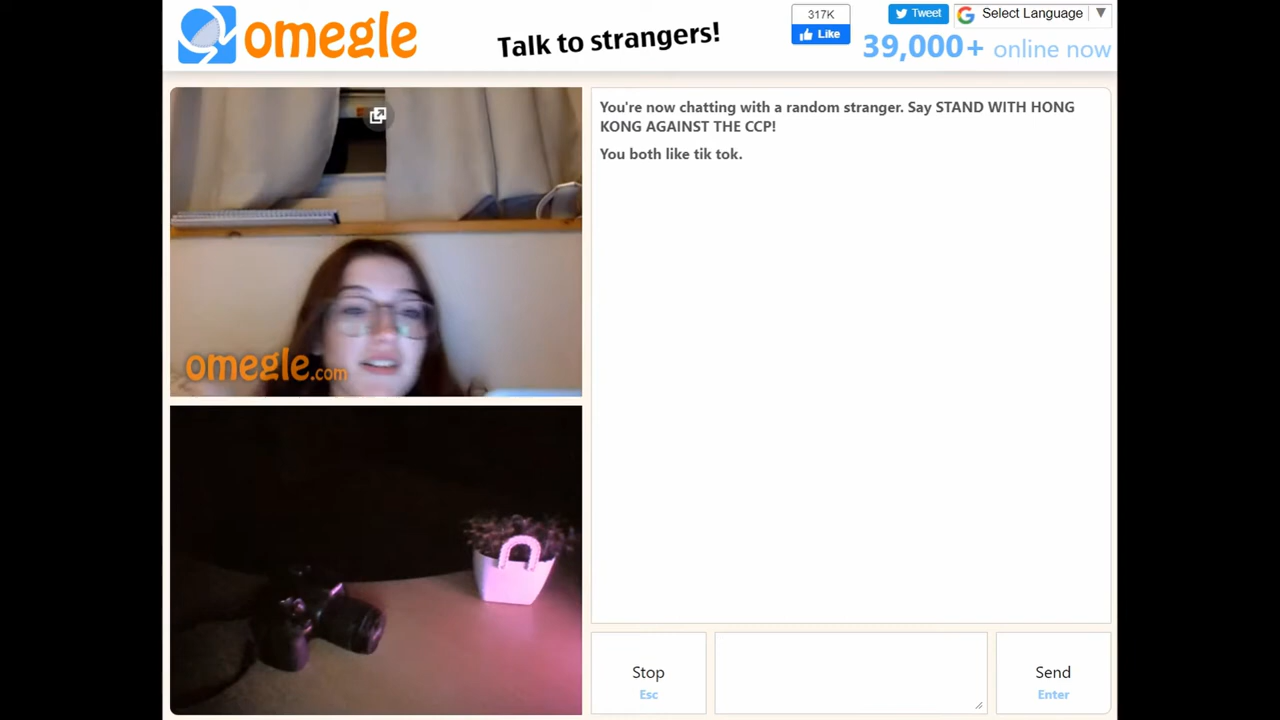 omegle
Talk to strangers!
317K
Like
Tweet
Select Language
39,000+ online now
You're now chatting with a random stranger. Say STAND WITH HONG
KONG AGAINST THE CCP!
You both like tik tok.
omegle.com
Stop
Esc
Send
Enter